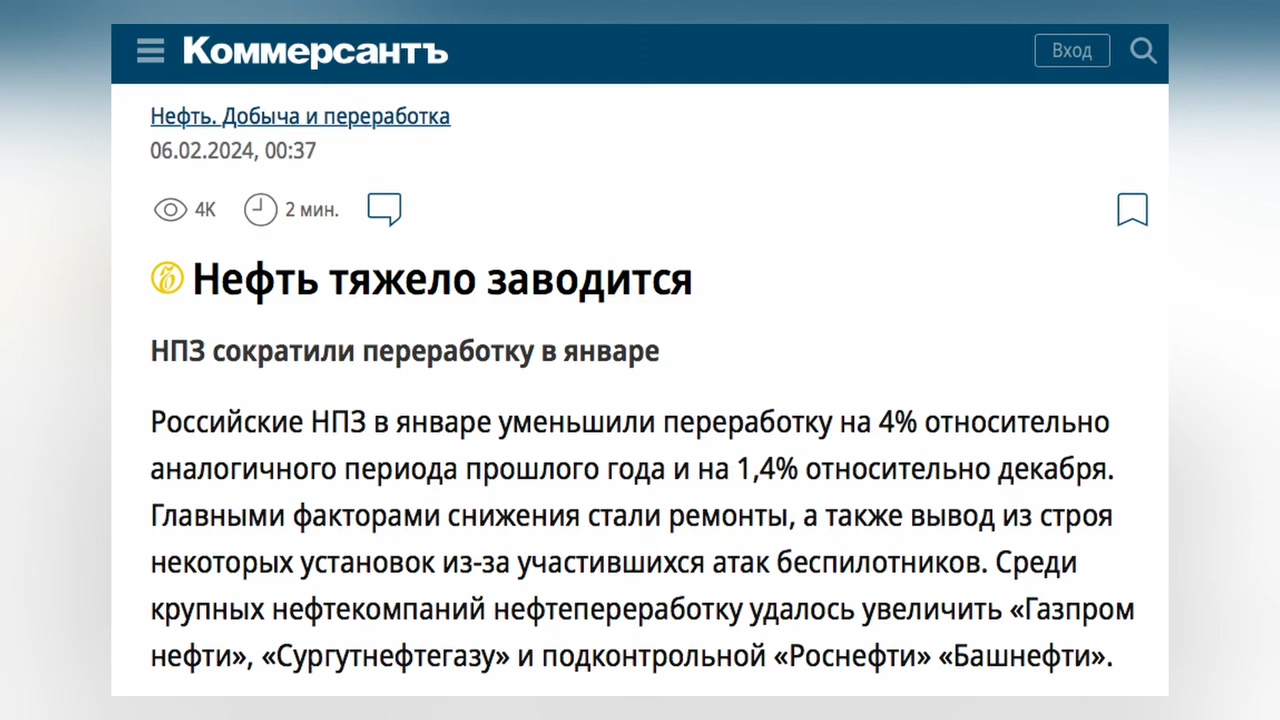 Коммерсантъ
Вход
Нефть. Добыча и переработка
06.02.2024, 00:37
4K
2 мин.
Нефть тяжело заводится
НПЗ сократили переработку в январе
Российские НПЗ в январе уменьшили переработку на 4% относительно
аналогичного периода прошлого года и на 1,4% относительно декабря.
Главными факторами снижения стали ремонты, а также вывод из строя
некоторых установок из-за участившихся атак беспилотников. Среди
крупных нефтекомпаний нефтепереработку удалось увеличить «Газпром
нефти», «Сургутнефтегазу» и подконтрольной «Роснефти» «Башнефти».